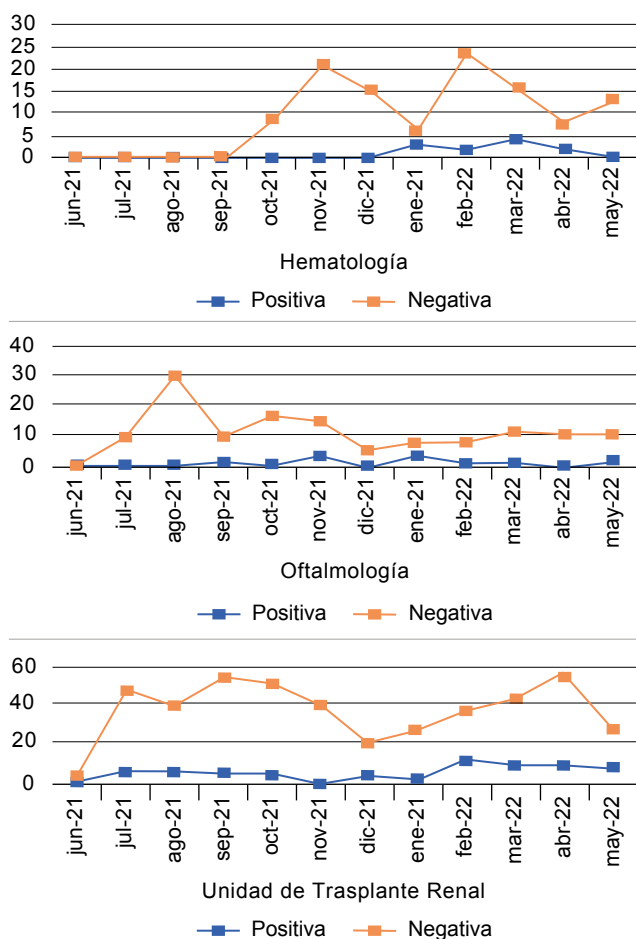 30
25
20
15
10
5
0
jun-21 jul-21 ago-21 sep-21 oct-21 nov-21 dic-21 ene-21 feb-22 mar-22 abr-22 may-22
Hematología
Positiva Negativa
40
30
20
10
0
jun-21 jul-21 ago-21 sep-21 oct-21 nov-21 dic-21 ene-21 feb-22 mar-22 abr-22 may-22
Oftalmología
Positiva Negativa
60
40
20
0
jun-21 jul-21 ago-21 sep-21 oct-21 nov-21 dic-21 ene-21 feb-22 mar-22 abr-22 may-22
Unidad de Trasplante Renal
Positiva Negativa